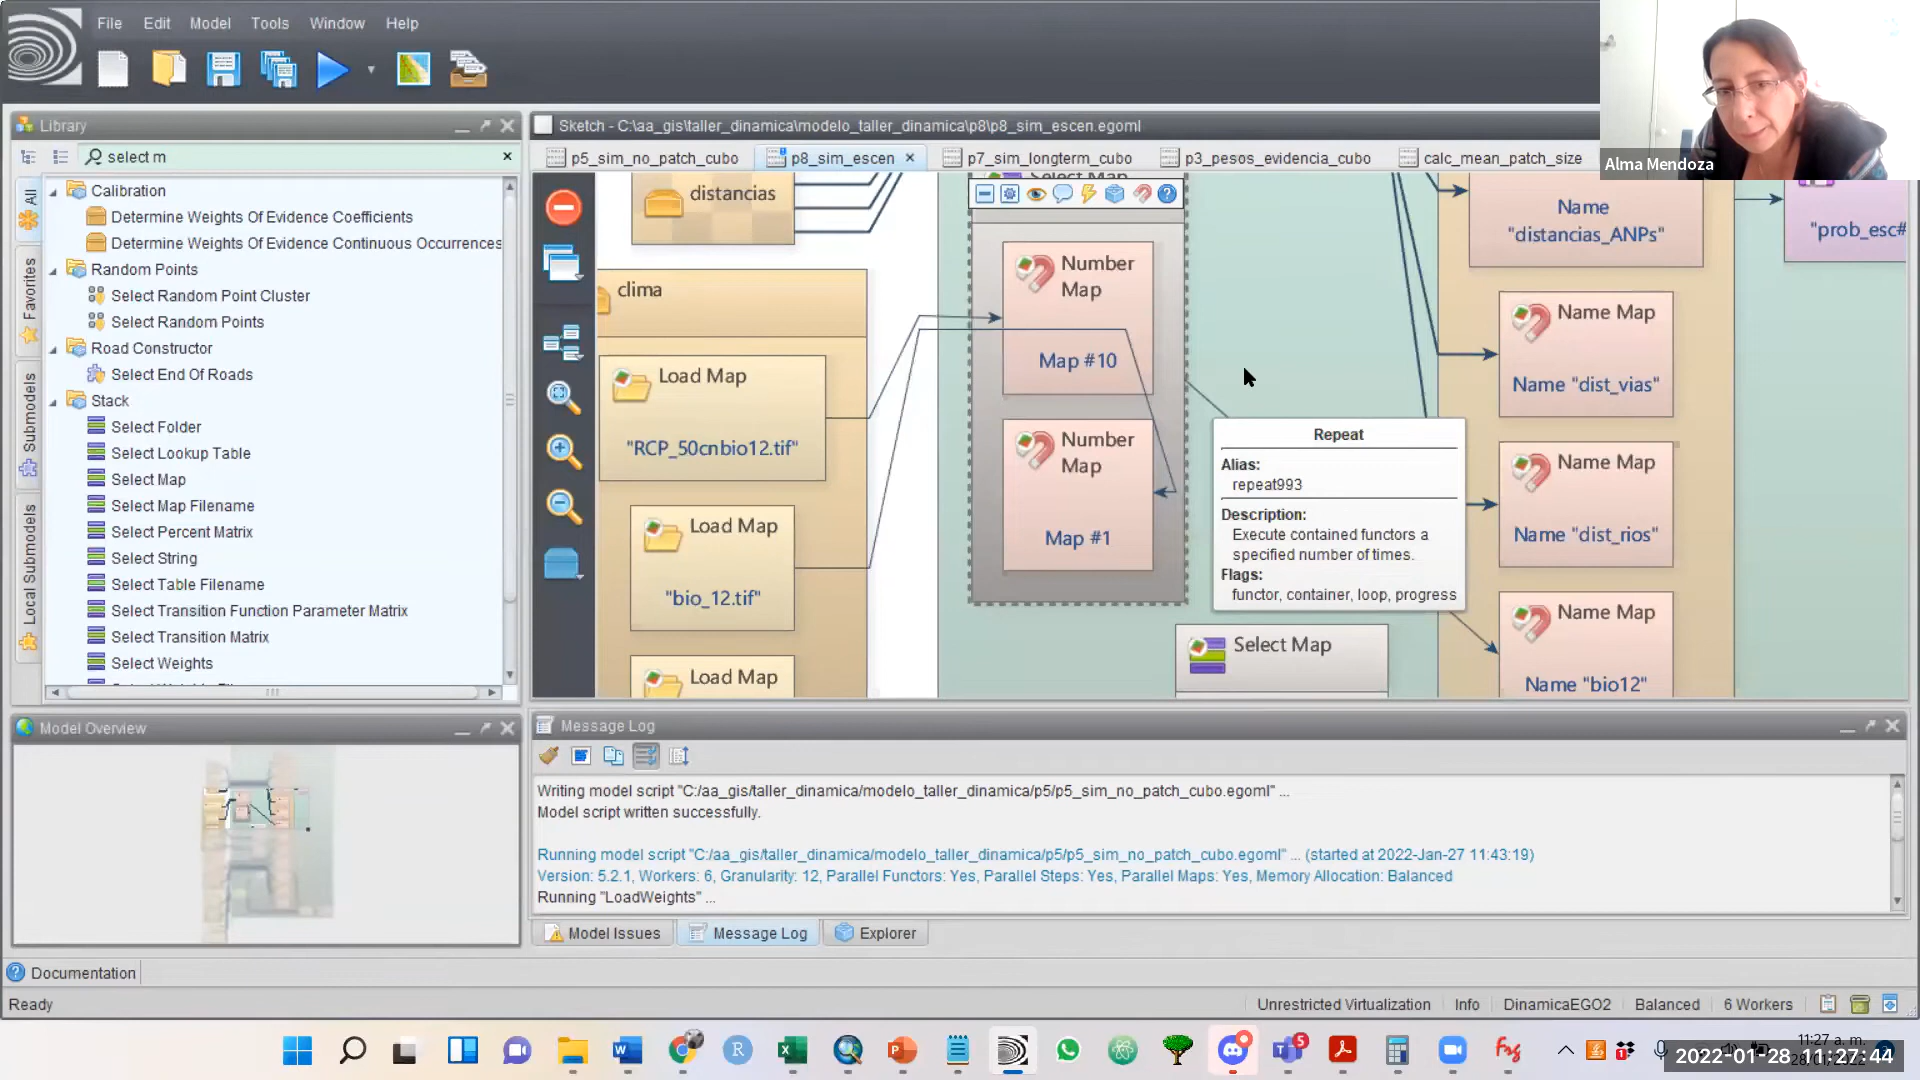 File Edit Model Tools Window Help
Library
select m
All
Favorites
Submodels
Local Submodels
Calibration
Determine Weights Of Evidence Coefficients
Determine Weights Of Evidence Continuous Occurrences
Random Points
Select Random Point Cluster
Select Random Points
Road Constructor
Select End Of Roads
Stack
Select Folder
Select Lookup Table
Select Map
Select Map Filename
Select Percent Matrix
Select String
Select Table Filename
Select Transition Function Parameter Matrix
Select Transition Matrix
Select Weights
Model Overview
Sketch - C:\aa_gis\taller_dinamica\modelo_taller_dinamica\p8\p8_sim_escen.egoml
p5_sim_no_patch_cubo
p8_sim_escen
p7_sim_longterm_cubo
p3_pesos_evidencia_cubo
calc_mean_patch_size
distancias
clima
Load Map
"RCP_50cnbio12.tif"
Load Map
"bio_12.tif"
Load Map
Select Map
Number Map
Map #10
Number Map
Map #1
Repeat
Alias:
repeat993
Description:
Execute contained functors a
specified number of times.
Flags:
functor, container, loop, progress
Select Map
Name
"distancias_ANPs"
Name Map
Name "dist_vias"
Name Map
Name "dist_rios"
Name Map
Name "bio12"
"prob_esc#
Alma Mendoza
Message Log
Writing model script "C:/aa_gis/taller_dinamica/modelo_taller_dinamica/p5/p5_sim_no_patch_cubo.egoml" ...
Model script written successfully.
Running model script "C:/aa_gis/taller_dinamica/modelo_taller_dinamica/p5/p5_sim_no_patch_cubo.egoml" ... (started at 2022-Jan-27 11:43:19)
Version: 5.2.1, Workers: 6, Granularity: 12, Parallel Functors: Yes, Parallel Steps: Yes, Parallel Maps: Yes, Memory Allocation: Balanced
Running "LoadWeights" ...
Model Issues
Message Log
Explorer
Documentation
Ready
Unrestricted Virtualization Info DinamicaEGO2 Balanced 6 Workers
11:27 a. m.
2022-01-28 11:27:44